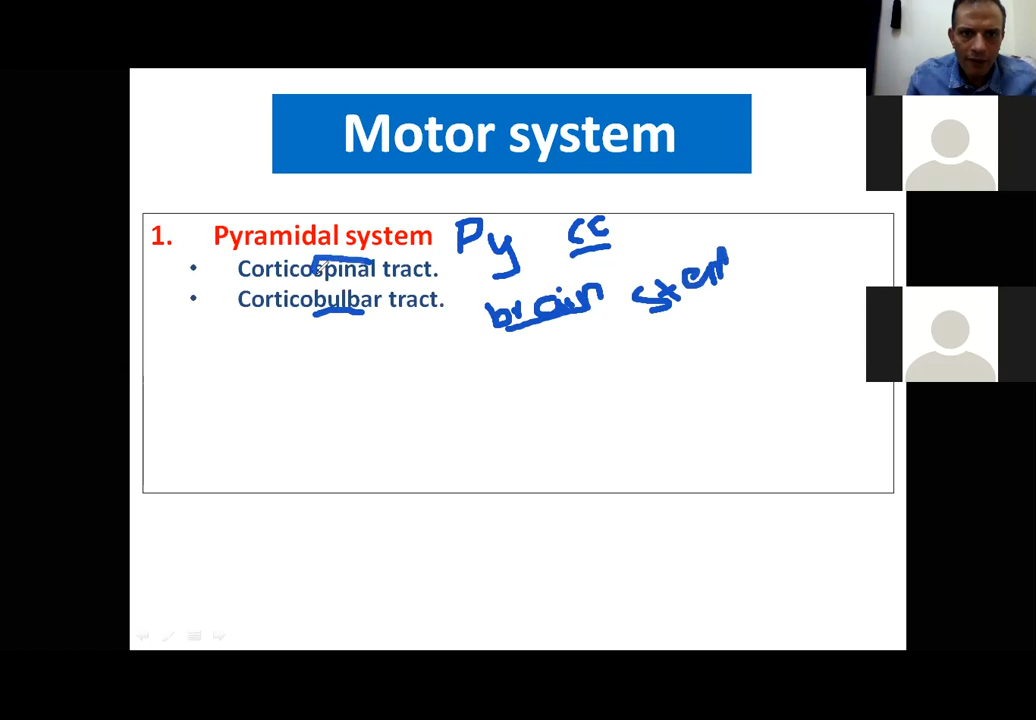 Motor system
1. Pyramidal system Py cc
• Corticospinal tract.
• Corticobulbar tract. brain stem